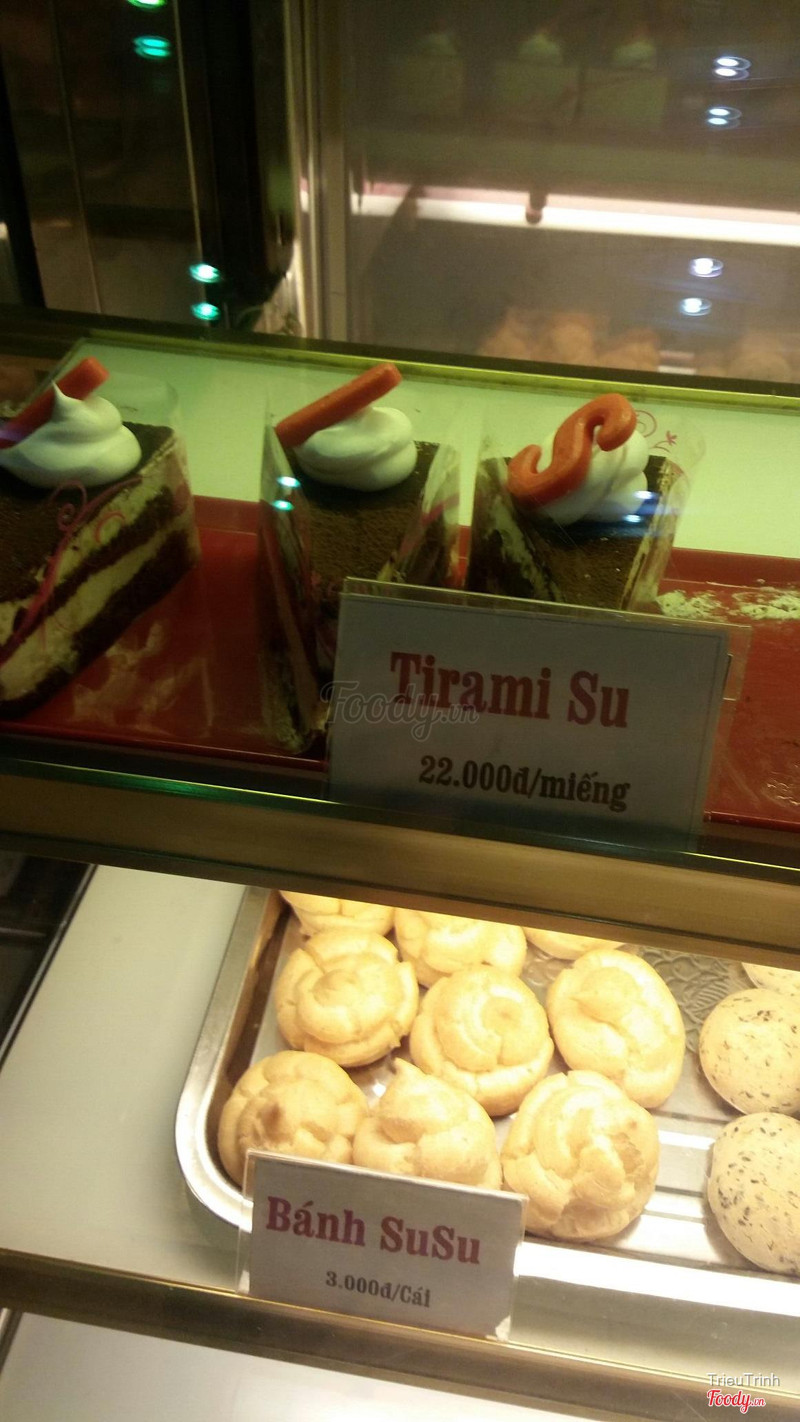 Tirami Su
Foody.vn
22.000đ/miếng
Bánh SuSu
3.000đ/Cái
TrieuTrinh
Foody.vn